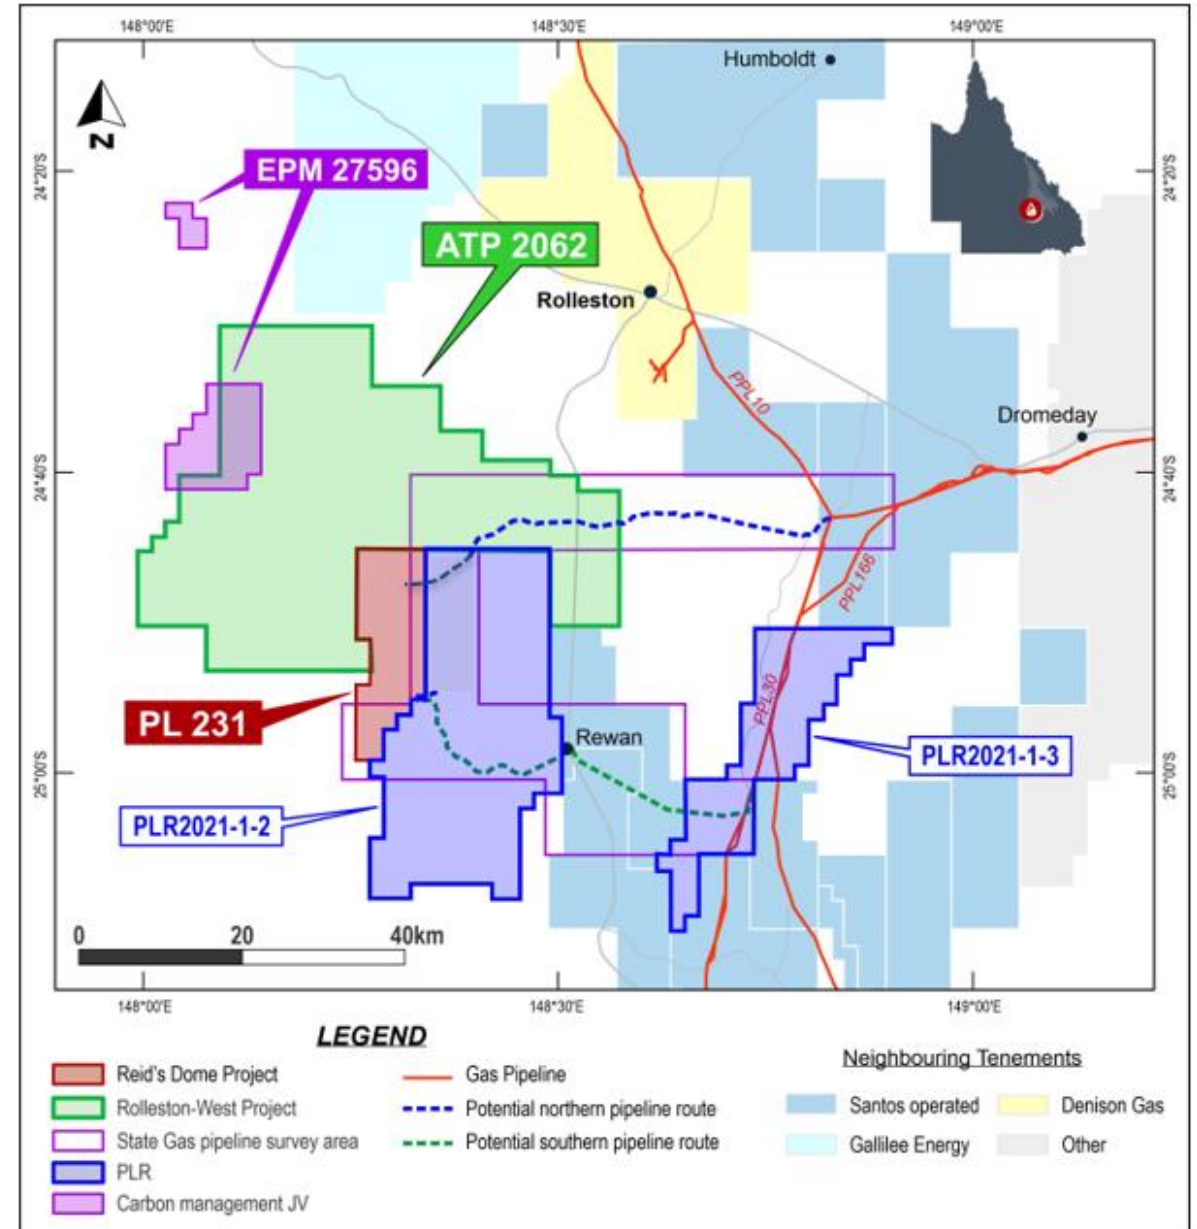 148°00'E 148°30'E 149°00'E
Humboldt
N
24°20'S
24°20'S
EPM 27596
ATP 2062
Rolleston
PPL10
Dromeday
24°40'S
24°40'S
PPL166
PL 231
PPL30
Rewan
PLR2021-1-3
25°00'S
25°00'S
PLR2021-1-2
0 20 40km
148°00'E 148°30'E 149°00'E
LEGEND
Reid's Dome Project
Rolleston-West Project
State Gas pipeline survey area
PLR
Carbon management JV
Gas Pipeline
Potential northern pipeline route
Potential southern pipeline route
Neighbouring Tenements
Santos operated
Denison Gas
Gallilee Energy
Other